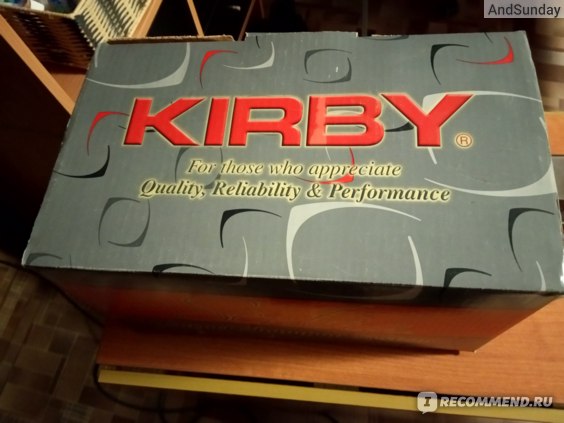 AndSunday
KIRBY®
For those who appreciate
Quality, Reliability & Performance
IRECOMMEND.RU